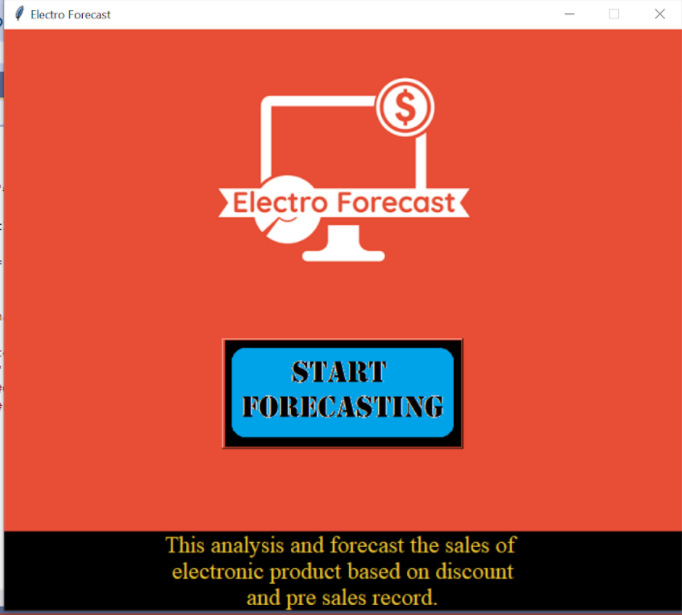 Electro Forecast
$
Electro Forecast
START
FORECASTING
This analysis and forecast the sales of
electronic product based on discount
and pre sales record.